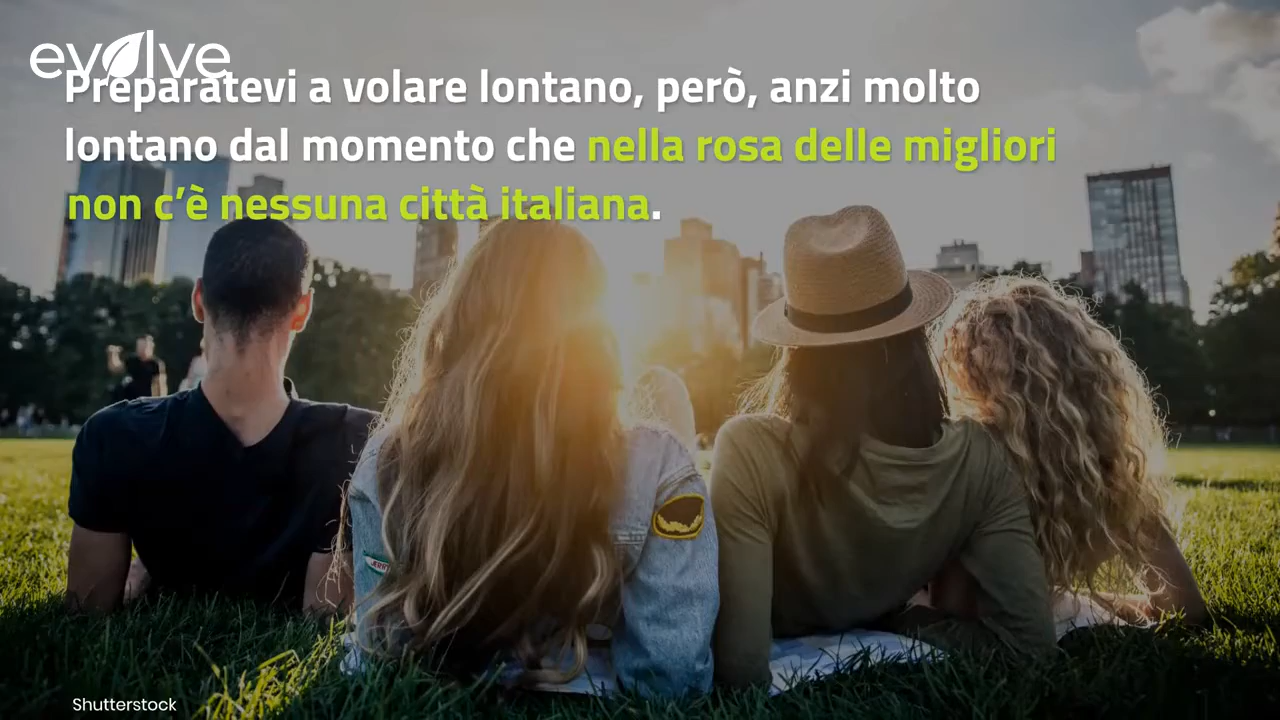 evolve
Preparatevi a volare lontano, però, anzi molto
lontano dal momento che nella rosa delle migliori
non c’è nessuna città italiana.
JERRY
Shutterstock